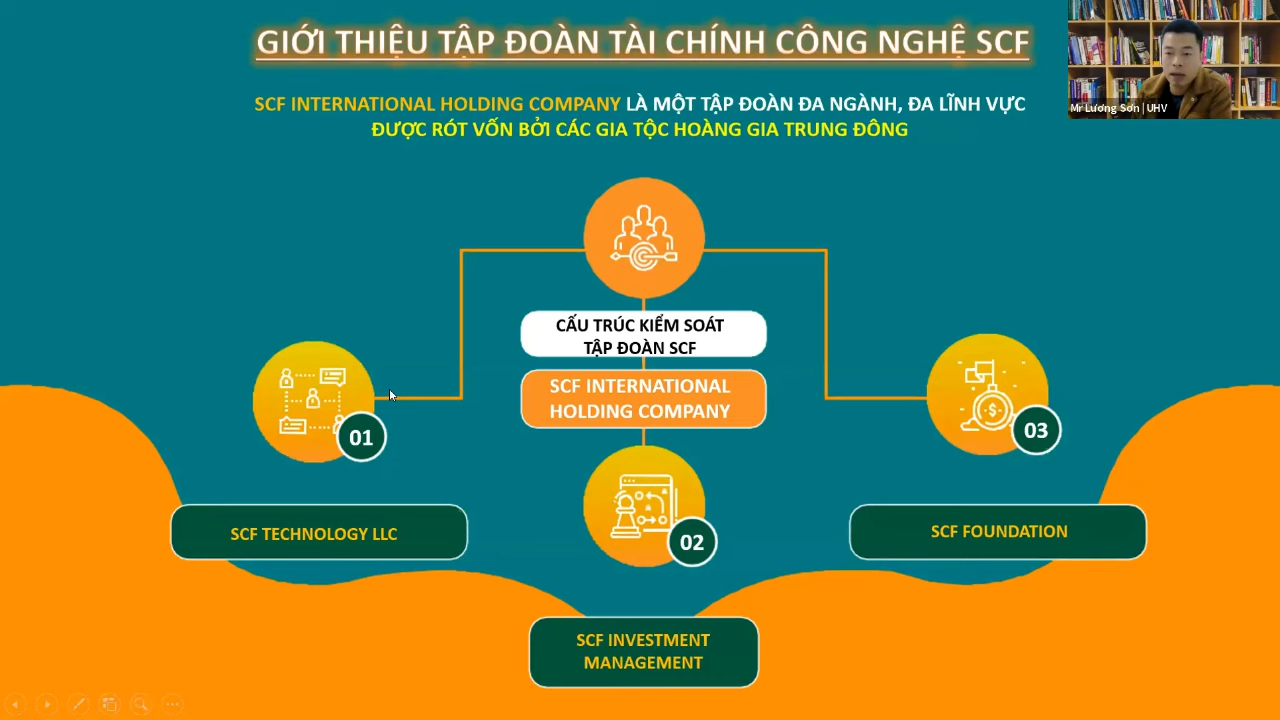 GIỚI THIỆU TẬP ĐOÀN TÀI CHÍNH CÔNG NGHỆ SCF
Mr Lương Sơn | UHV
SCF INTERNATIONAL HOLDING COMPANY LÀ MỘT TẬP ĐOÀN ĐA NGÀNH, ĐA LĨNH VỰC
ĐƯỢC RÓT VỐN BỞI CÁC GIA TỘC HOÀNG GIA TRUNG ĐÔNG
CẤU TRÚC KIỂM SOÁT
TẬP ĐOÀN SCF
SCF INTERNATIONAL
HOLDING COMPANY
01
SCF TECHNOLOGY LLC
02
SCF INVESTMENT
MANAGEMENT
03
SCF FOUNDATION